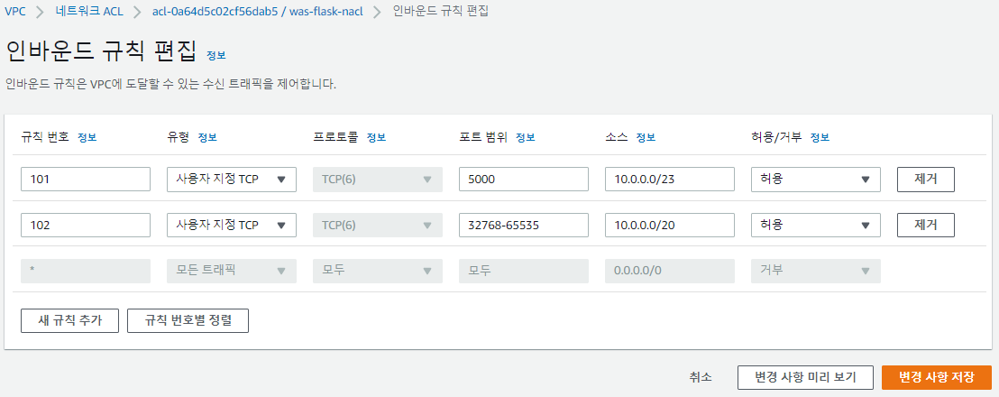 VPC > 네트워크 ACL > acl-0a64d5c02cf56dab5 / was-flask-nacl > 인바운드 규칙 편집
인바운드 규칙 편집 정보
인바운드 규칙은 VPC에 도달할 수 있는 수신 트래픽을 제어합니다.
규칙 번호 정보 유형 정보 프로토콜 정보 포트 범위 정보 소스 정보 허용/거부 정보
101 사용자 지정 TCP TCP(6) 5000 10.0.0.0/23 허용 제거
102 사용자 지정 TCP TCP(6) 32768-65535 10.0.0.0/20 허용 제거
* 모든 트래픽 모두 모두 0.0.0.0/0 거부
새 규칙 추가 규칙 번호별 정렬
취소 변경 사항 미리 보기 변경 사항 저장